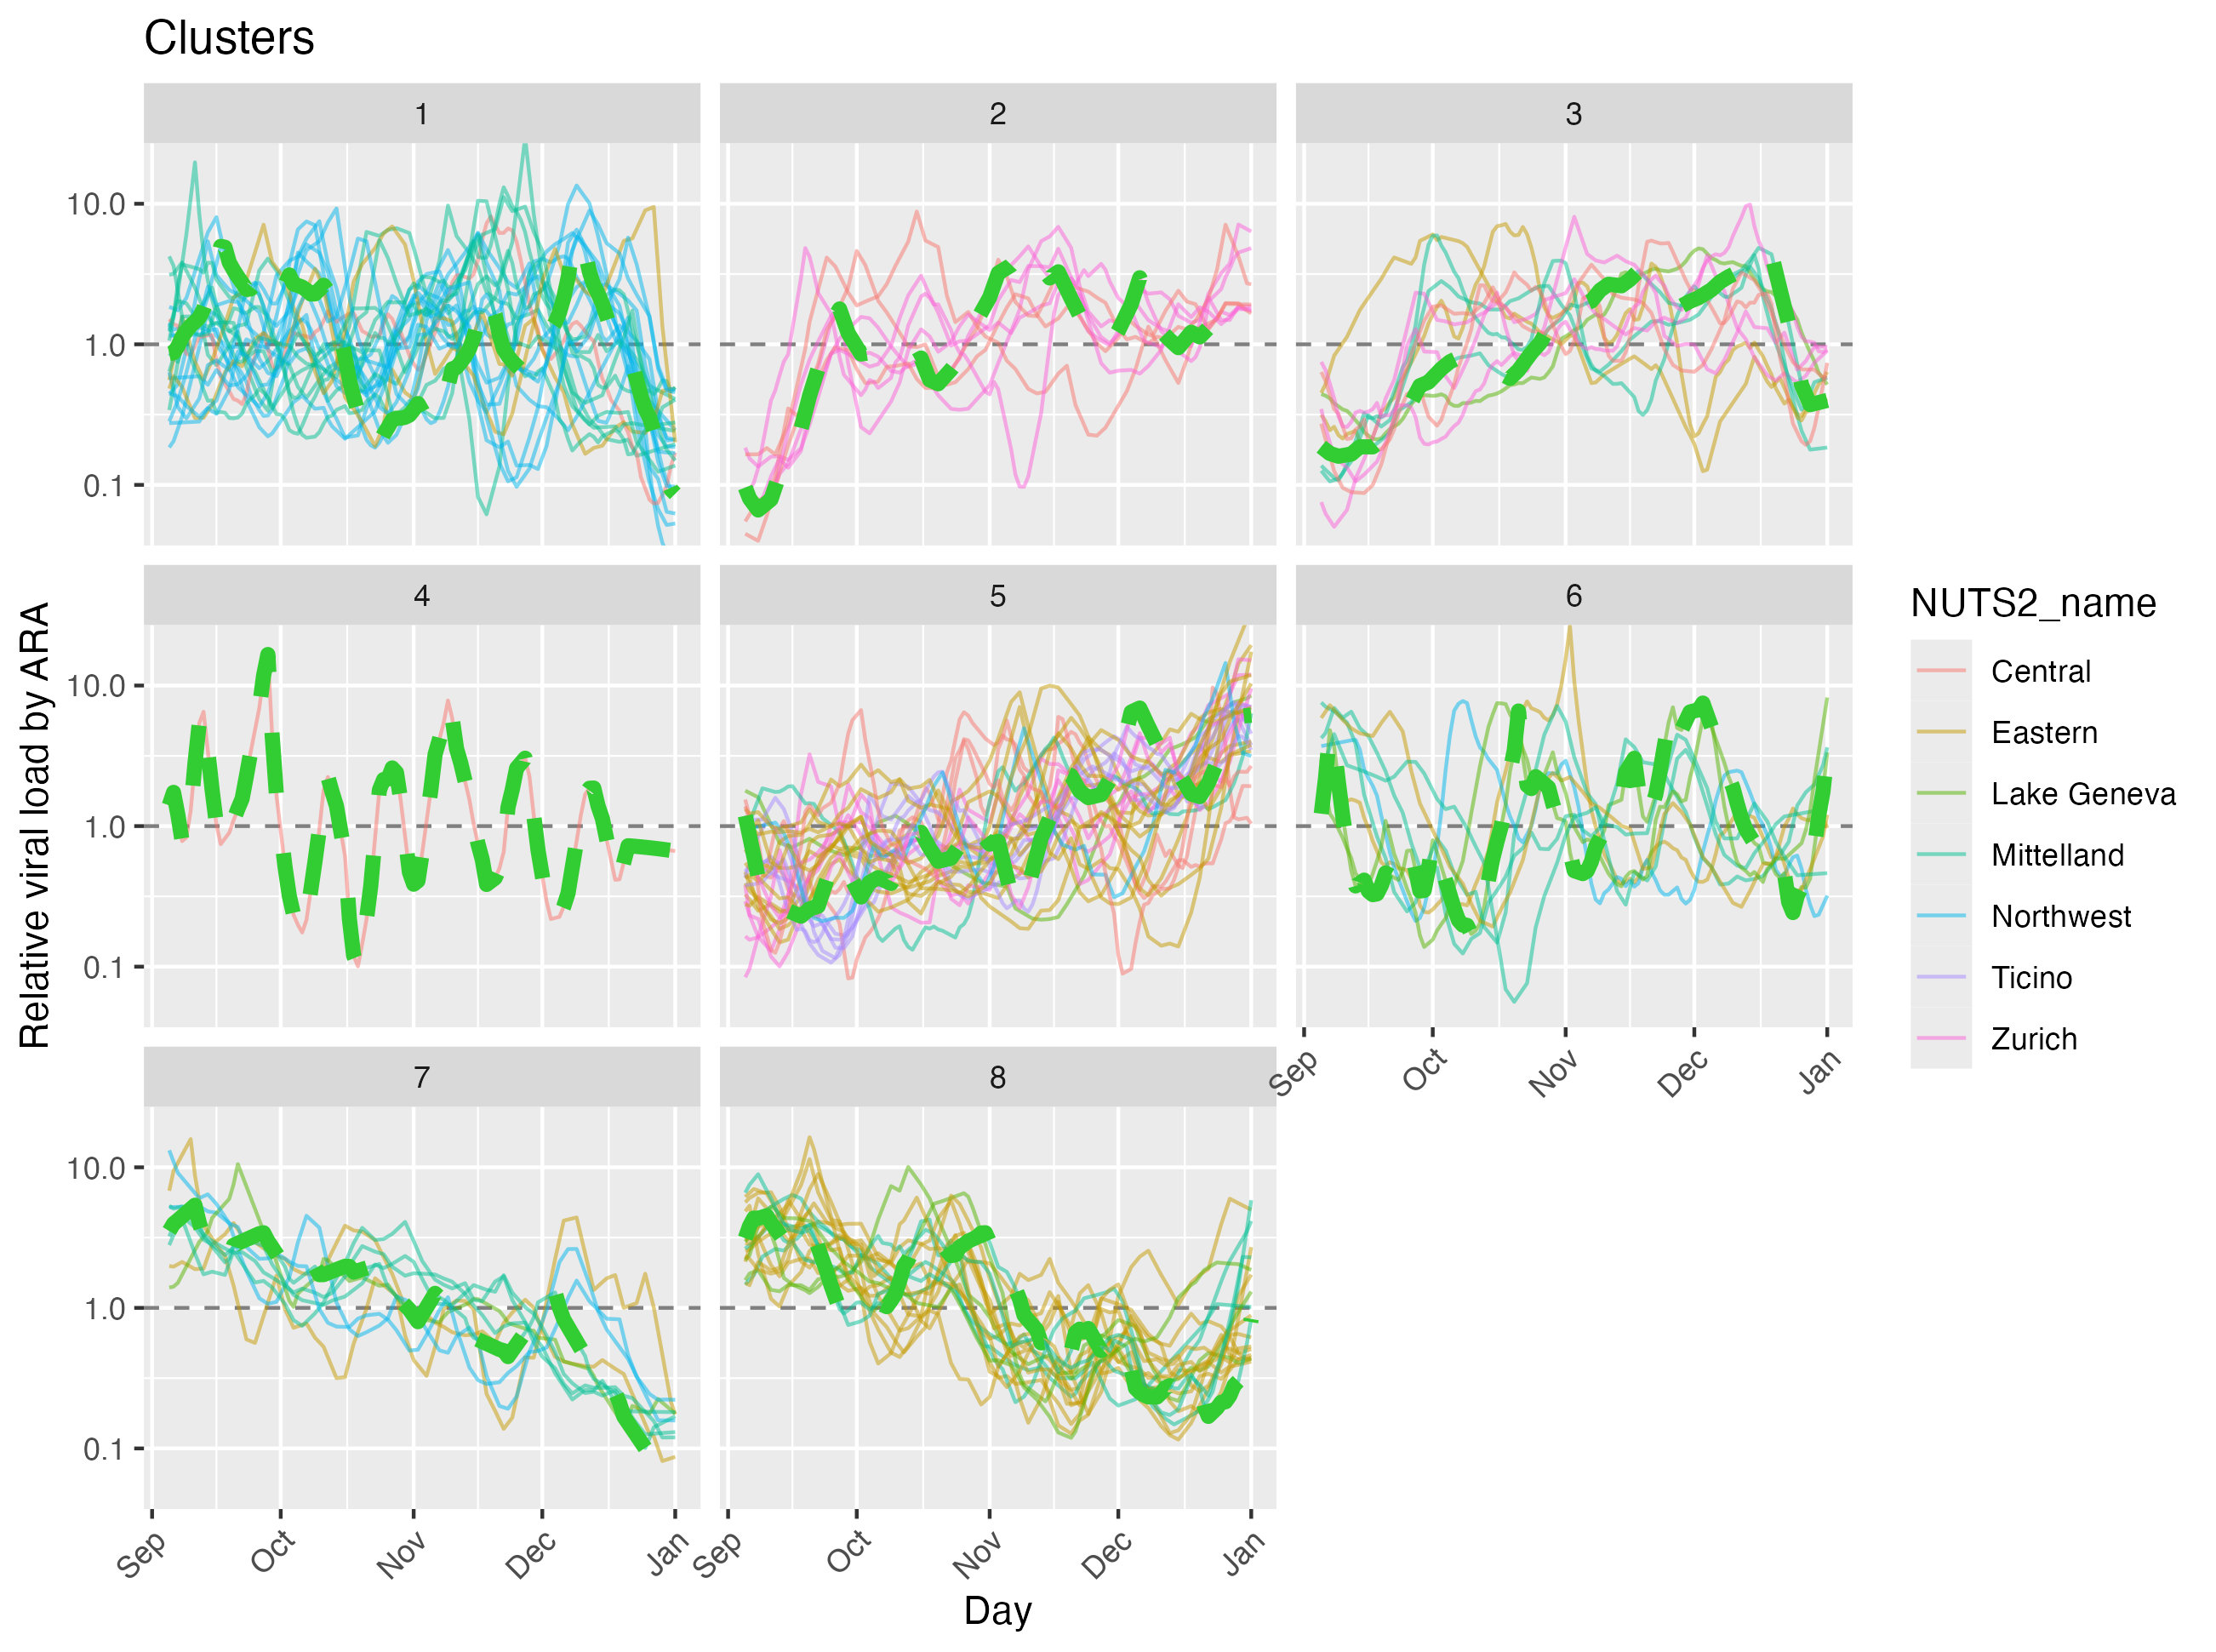 Clusters
1
2
3
10.0
1.0
0.1
4
5
6
10.0
1.0
0.1
Sep
Oct
Nov
Dec
Jan
7
8
10.0
1.0
0.1
Sep
Oct
Nov
Dec
Jan
Sep
Oct
Nov
Dec
Jan
Day
Relative viral load by ARA
NUTS2_name
Central
Eastern
Lake Geneva
Mittelland
Northwest
Ticino
Zurich